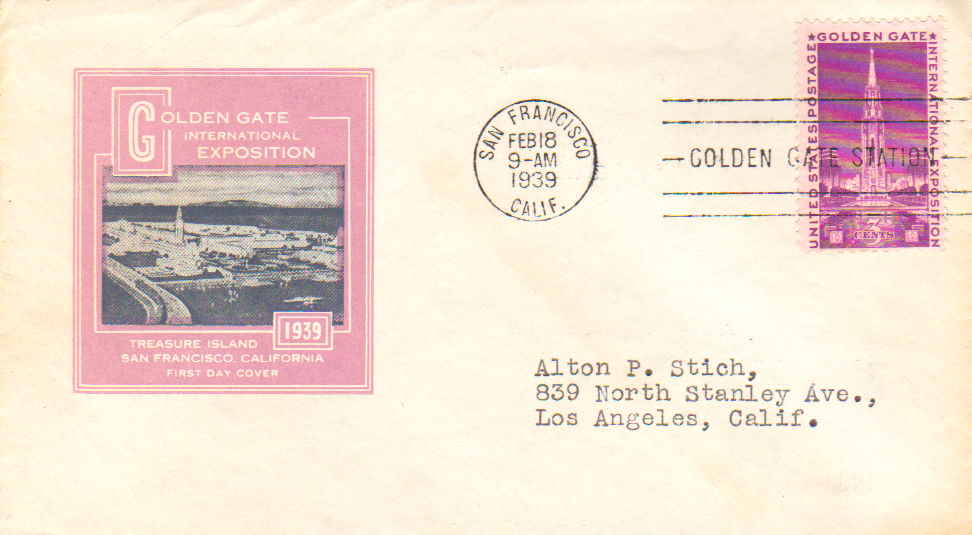 GOLDEN GATE
INTERNATIONAL
EXPOSITION
1939
TREASURE ISLAND
SAN FRANCISCO, CALIFORNIA
FIRST DAY COVER
SAN FRANCISCO
FEB 18
9-AM
1939
CALIF.
GOLDEN GATE STATION
★GOLDEN GATE★
UNITED STATES POSTAGE
INTERNATIONAL EXPOSITION
3
CENTS
Alton P. Stich,
839 North Stanley Ave.,
Los Angeles, Calif.